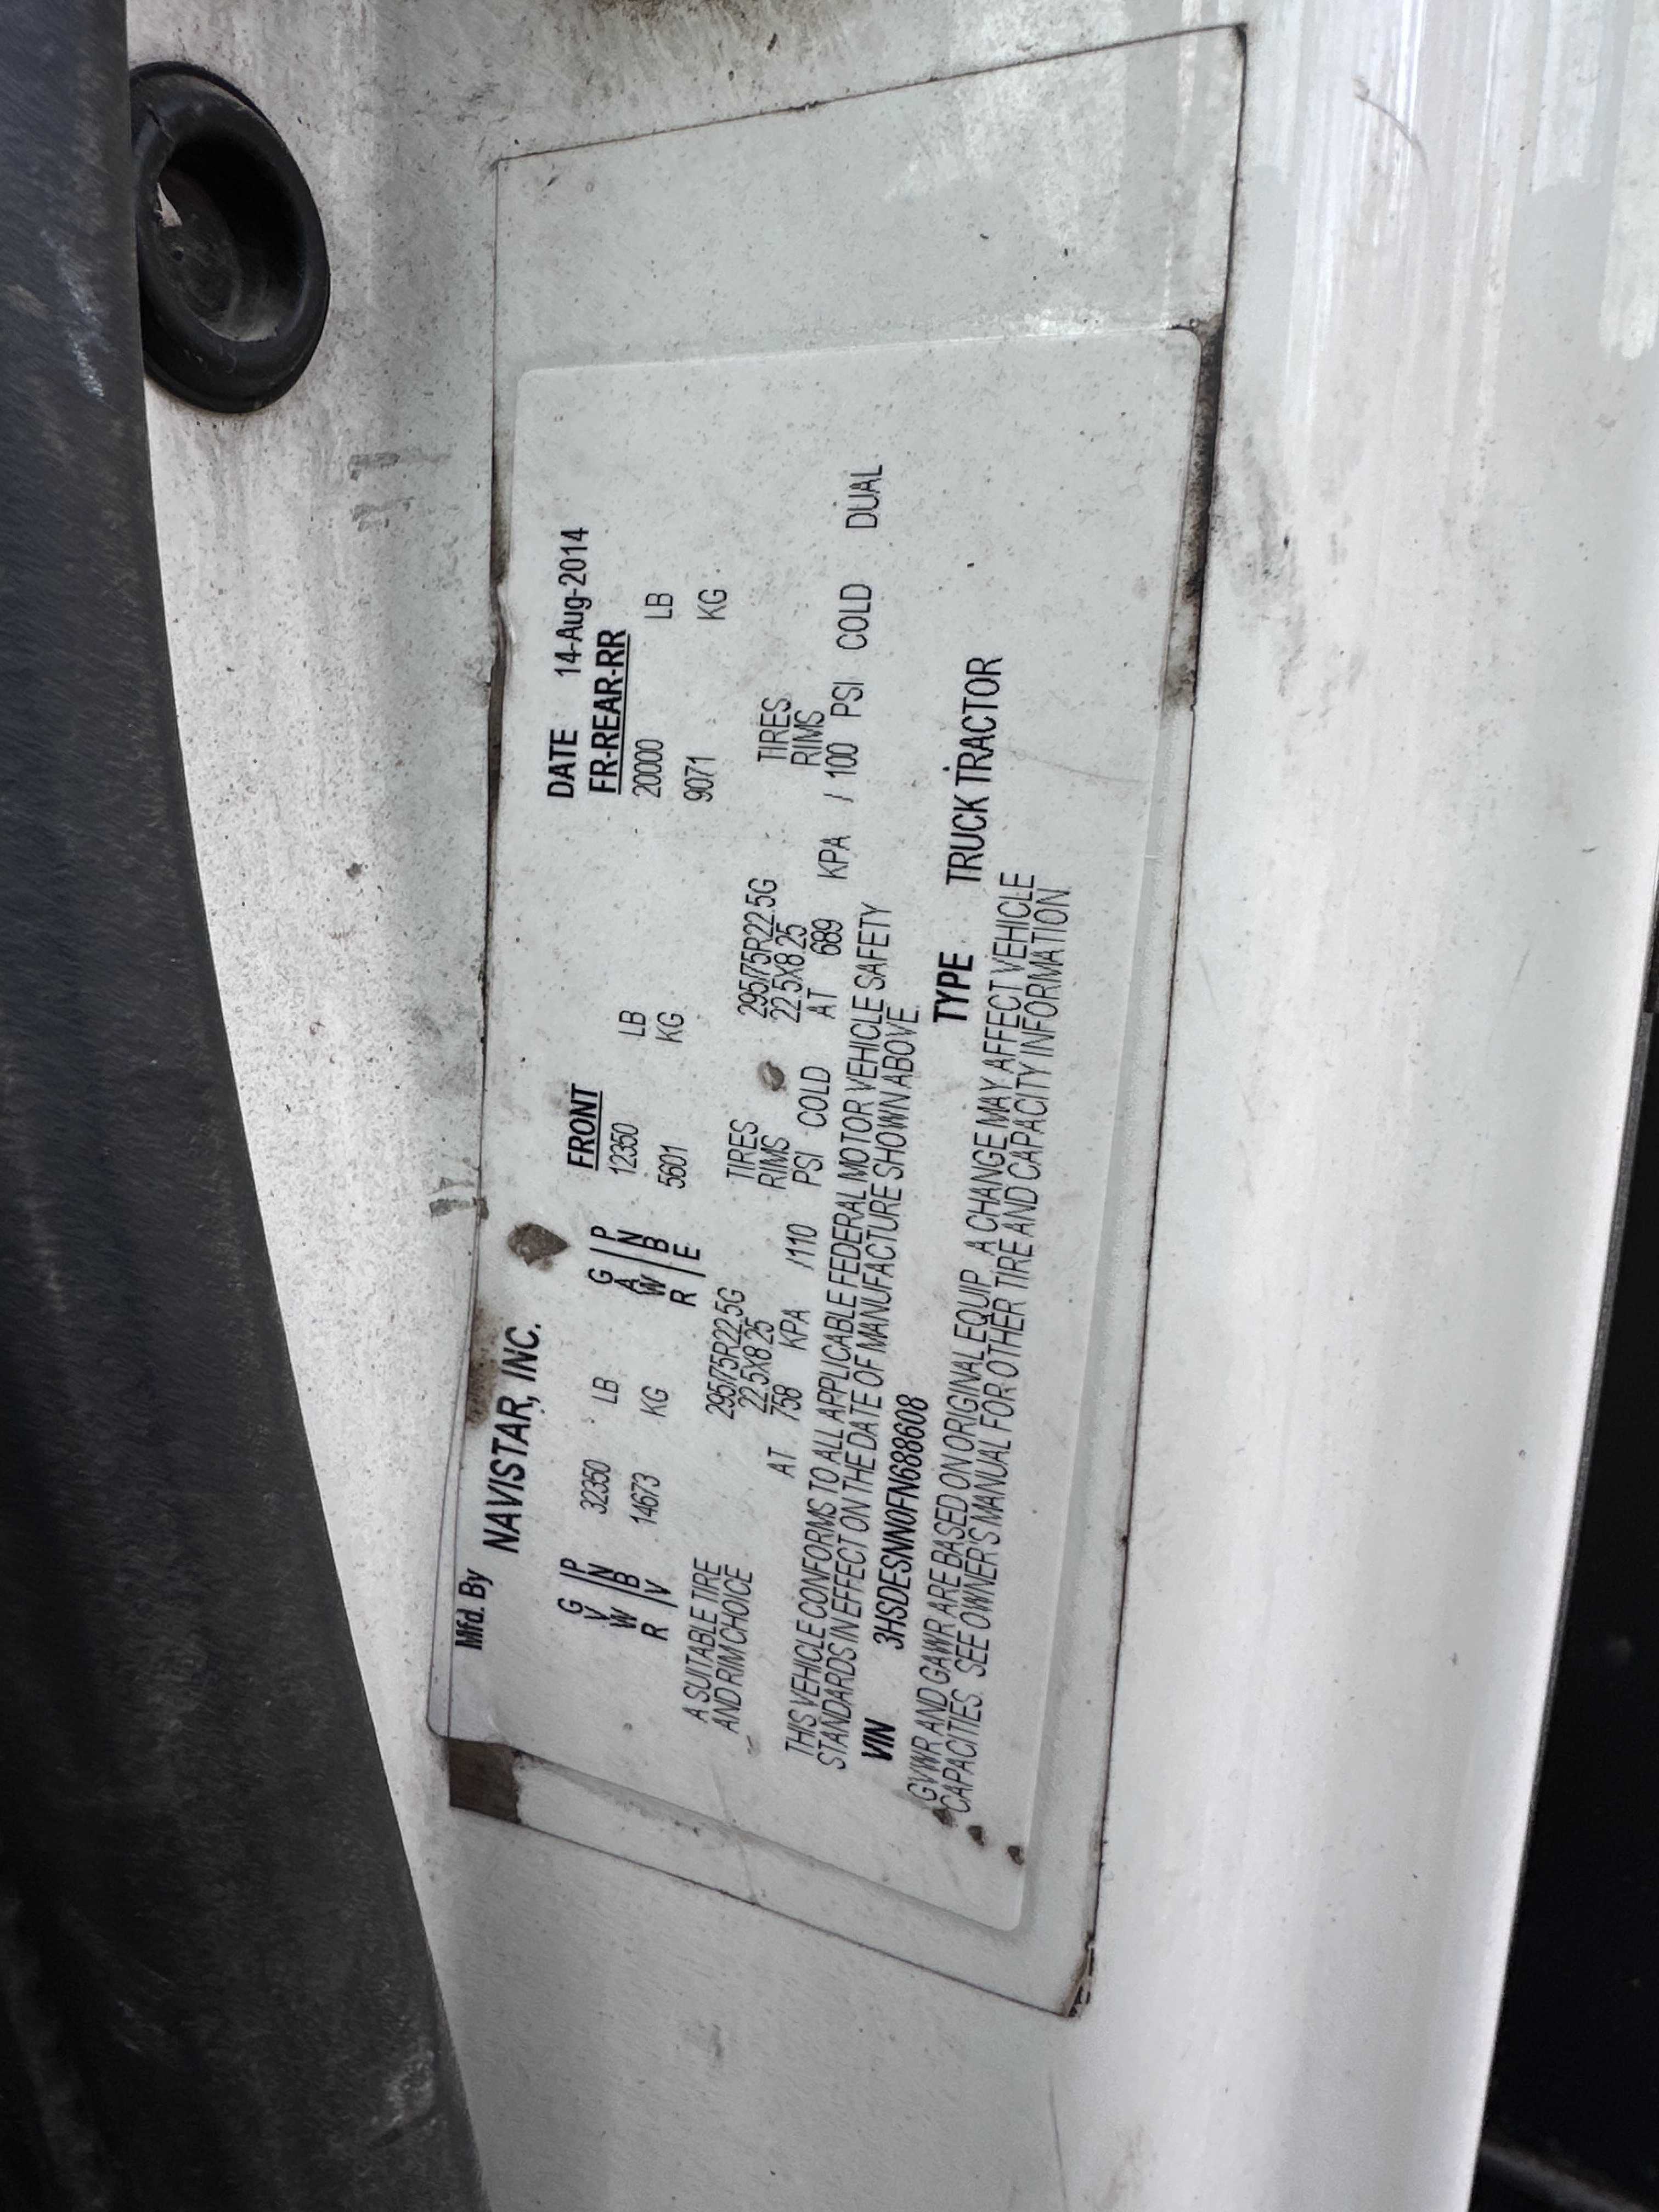 Mfd. By NAVISTAR, INC. DATE 14-Aug-2014
FRONT FR-REAR-RR
G V W R / P N B V 32350 LB G A W R / P N B E 12350 LB 20000 LB
14673 KG 5601 KG 9071 KG
A SUITABLE TIRE AND RIM CHOICE
295/75R22.5G TIRES 295/75R22.5G TIRES
22.5X8.25 RIMS 22.5X8.25 RIMS
AT 758 KPA /110 PSI COLD AT 689 KPA / 100 PSI COLD DUAL
THIS VEHICLE CONFORMS TO ALL APPLICABLE FEDERAL MOTOR VEHICLE SAFETY
STANDARDS IN EFFECT ON THE DATE OF MANUFACTURE SHOWN ABOVE.
VIN 3HSDESNN0FN688608 TYPE TRUCK TRACTOR
GVWR AND GAWR ARE BASED ON ORIGINAL EQUIP. A CHANGE MAY AFFECT VEHICLE
CAPACITIES. SEE OWNER'S MANUAL FOR OTHER TIRE AND CAPACITY INFORMATION